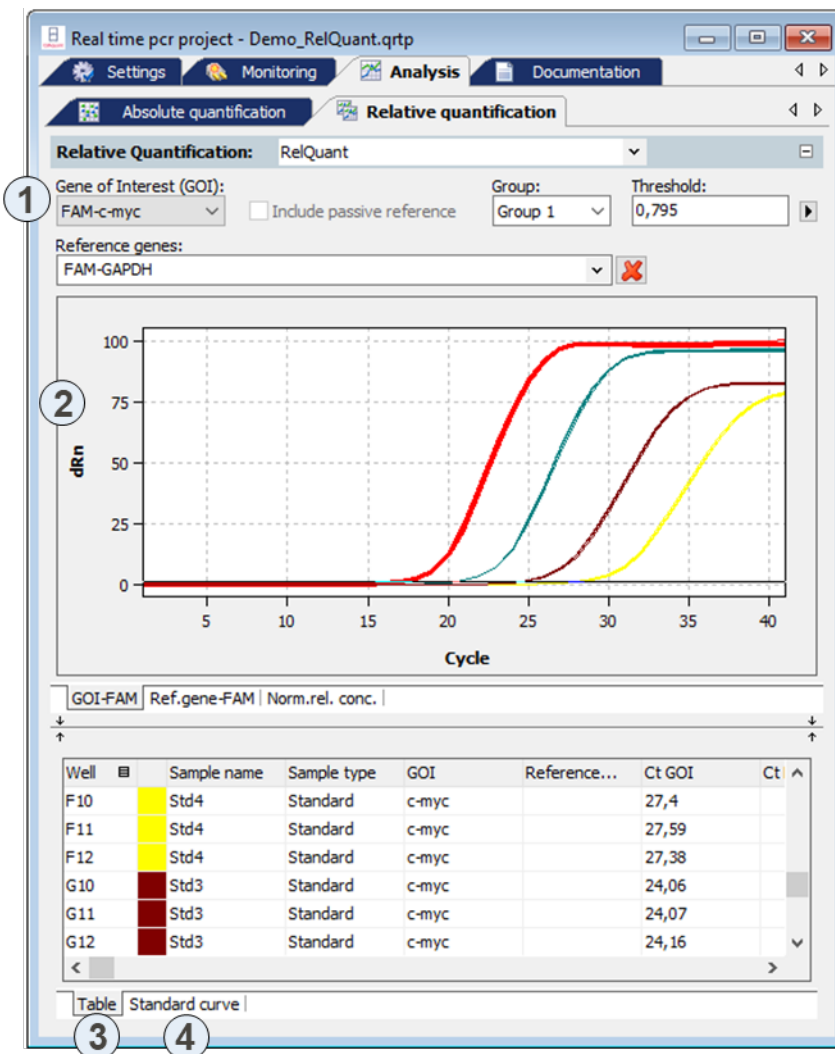 Real time pcr project - Demo_RelQuant.qrtp
Settings Monitoring Analysis Documentation
Absolute quantification Relative quantification
Relative Quantification: RelQuant
Gene of Interest (GOI): Group: Threshold:
1
FAM-c-myc Include passive reference Group 1 0,795
Reference genes:
FAM-GAPDH
100
2
75
50
25
0
dRn
5 10 15 20 25 30 35 40
Cycle
GOI-FAM Ref.gene-FAM Norm.rel. conc.
Well Sample name Sample type GOI Reference... Ct GOI Ct
F10 Std4 Standard c-myc 27,4
F11 Std4 Standard c-myc 27,59
F12 Std4 Standard c-myc 27,38
G10 Std3 Standard c-myc 24,06
G11 Std3 Standard c-myc 24,07
G12 Std3 Standard c-myc 24,16
Table Standard curve
3 4